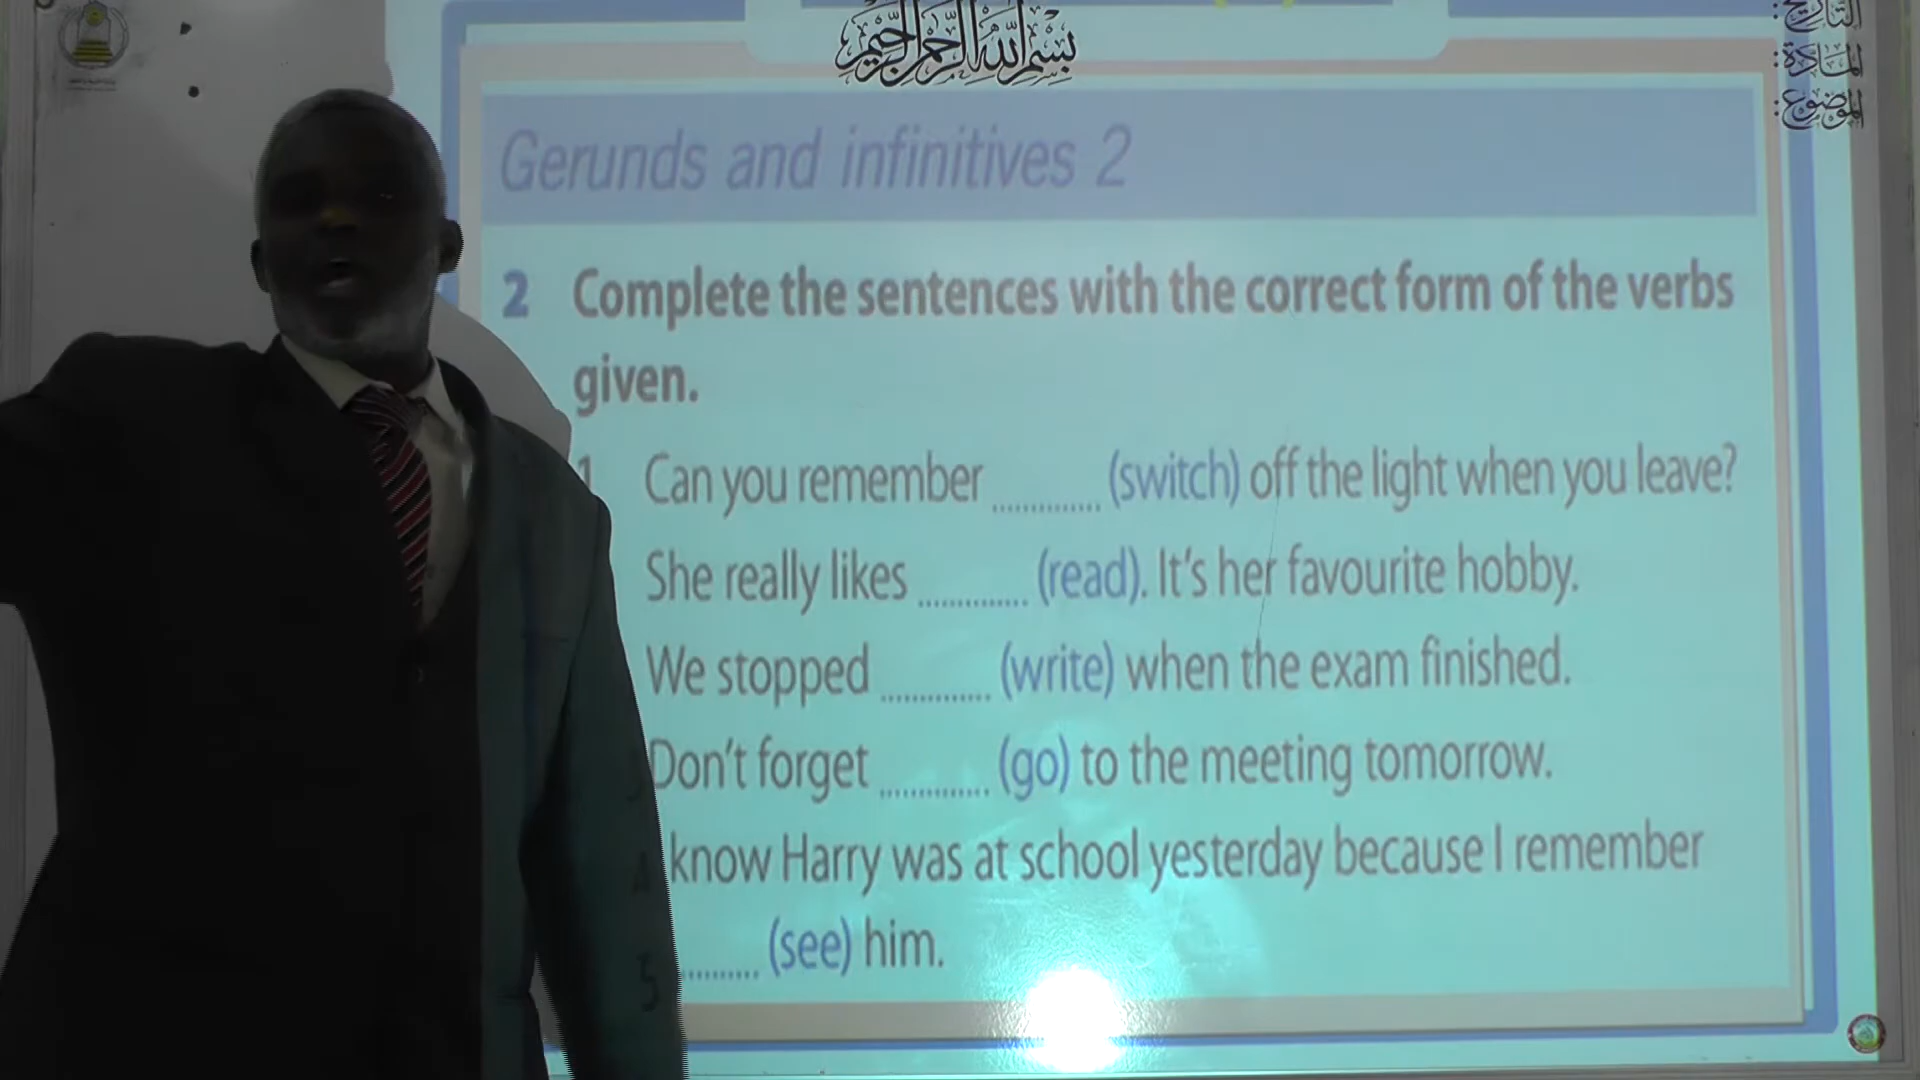 بسم الله الرحمن الرحيم
التاريخ:
المادة:
الموضوع:
Gerunds and infinitives 2
2 Complete the sentences with the correct form of the verbs
given.
1 Can you remember ............... (switch) off the light when you leave?
She really likes ............... (read). It's her favourite hobby.
We stopped ............... (write) when the exam finished.
Don't forget ............... (go) to the meeting tomorrow.
4 know Harry was at school yesterday because I remember
5 ........... (see) him.